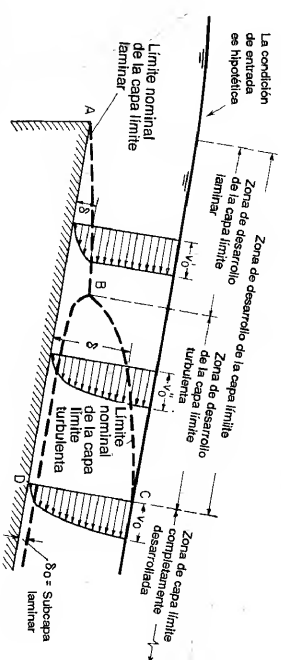 La condición
de entrada
es hipotética
Zona de desarrollo de la capa límite
Zona de desarrollo
de la capa límite
laminar
Zona de desarrollo
de la capa límite
turbulenta
Zona de capa límite
completamente
desarrollada
Límite nominal
de la capa límite
laminar
A
B
C
D
v'₀
v''₀
v₀
δ
δ
Límite
nominal
de la capa
límite
turbulenta
δ₀ = Subcapa
laminar